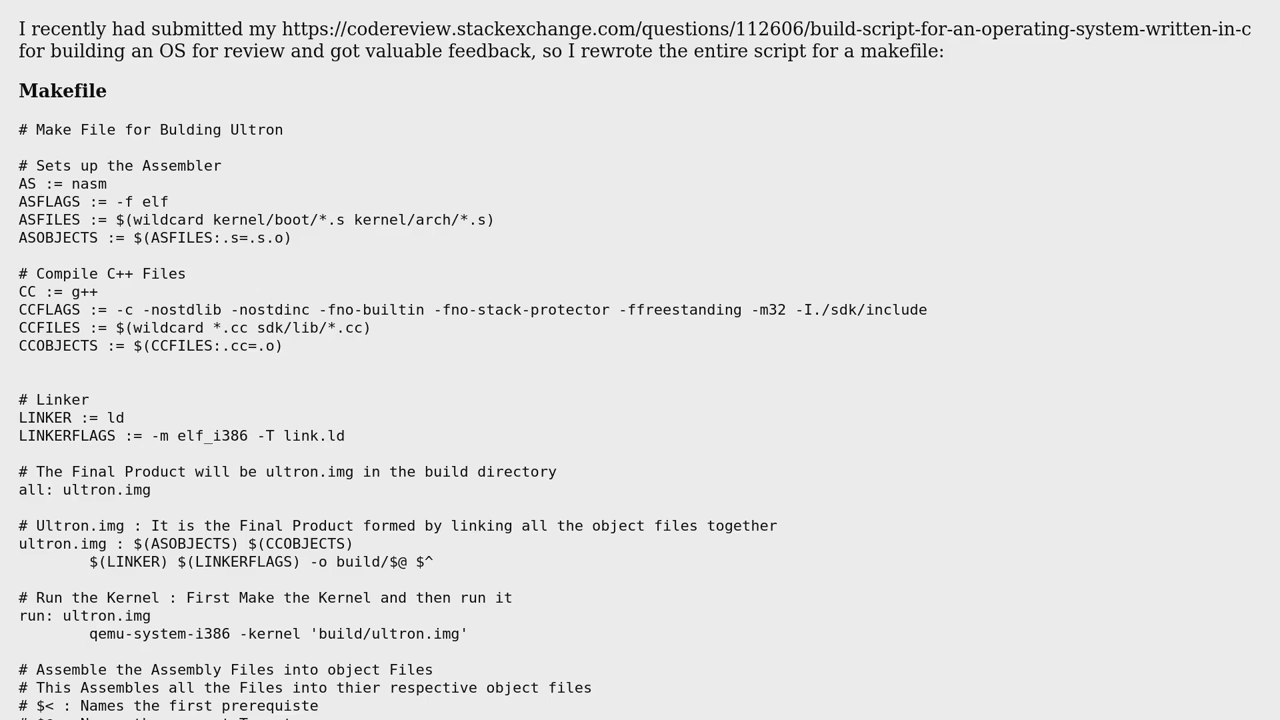 I recently had submitted my https://codereview.stackexchange.com/questions/112606/build-script-for-an-operating-system-written-in-c
for building an OS for review and got valuable feedback, so I rewrote the entire script for a makefile:
Makefile
# Make File for Bulding Ultron
# Sets up the Assembler
AS := nasm
ASFLAGS := -f elf
ASFILES := $(wildcard kernel/boot/*.s kernel/arch/*.s)
ASOBJECTS := $(ASFILES:.s=.s.o)
# Compile C++ Files
CC := g++
CCFLAGS := -c -nostdlib -nostdinc -fno-builtin -fno-stack-protector -ffreestanding -m32 -I./sdk/include
CCFILES := $(wildcard *.cc sdk/lib/*.cc)
CCOBJECTS := $(CCFILES:.cc=.o)
# Linker
LINKER := ld
LINKERFLAGS := -m elf_i386 -T link.ld
# The Final Product will be ultron.img in the build directory
all: ultron.img
# Ultron.img : It is the Final Product formed by linking all the object files together
ultron.img : $(ASOBJECTS) $(CCOBJECTS)
$(LINKER) $(LINKERFLAGS) -o build/$@ $^
# Run the Kernel : First Make the Kernel and then run it
run: ultron.img
qemu-system-i386 -kernel 'build/ultron.img'
# Assemble the Assembly Files into object Files
# This Assembles all the Files into thier respective object files
# $< : Names the first prerequiste